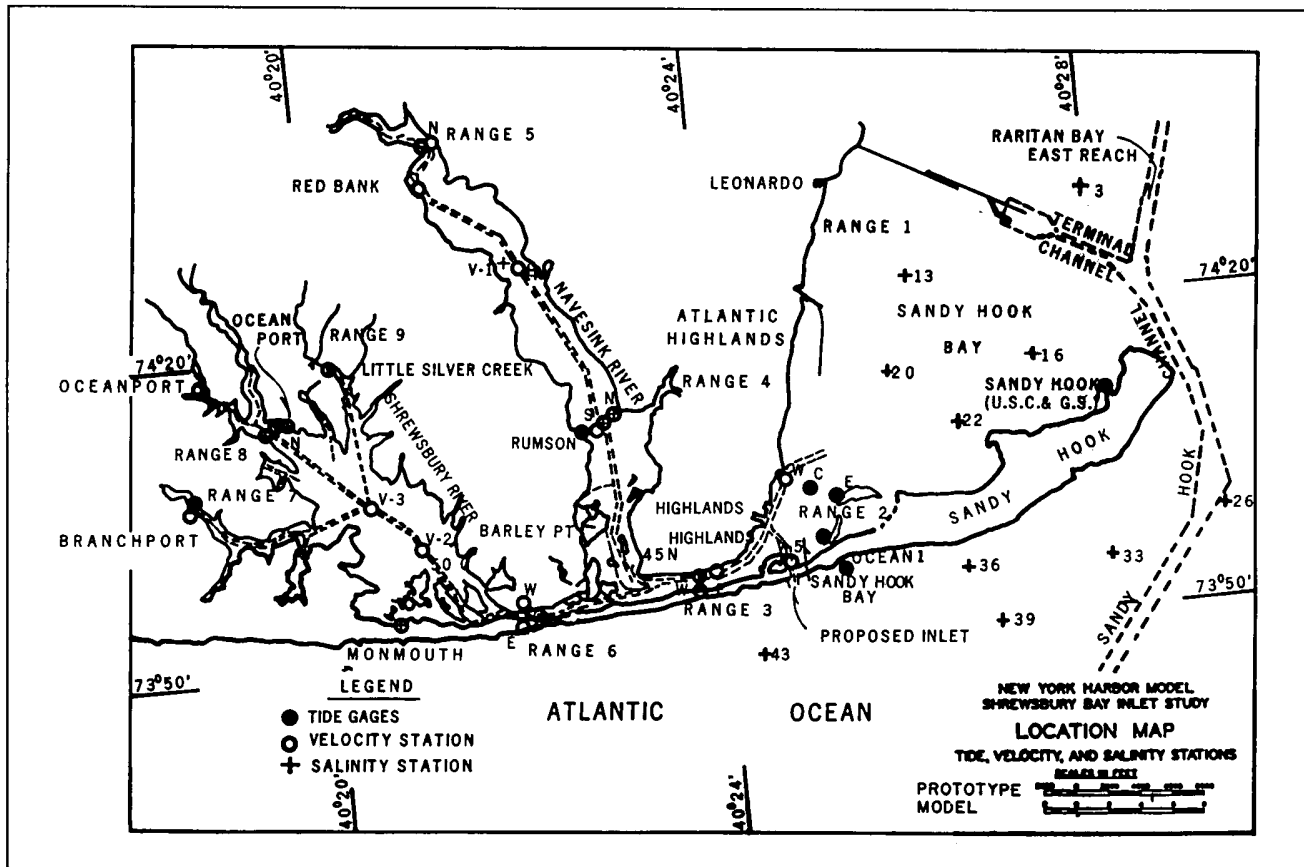 40°20'
40°24'
40°28'
N RANGE 5
RARITAN BAY
EAST REACH
RED BANK
LEONARDO
3
RANGE 1
TERMINAL
CHANNEL
V-1
13
74°20'
NAVESINK RIVER
ATLANTIC
HIGHLANDS
SANDY HOOK
BAY
CHANNEL
OCEAN
PORT
RANGE 9
16
74°20'
LITTLE SILVER CREEK
20
OCEANPORT
RANGE 4
SANDY HOOK
(U.S.C.& G.S.)
SHREWSBURY RIVER
S
N
22
RUMSON
N
RANGE 8
HOOK
W
C
E
RANGE 7
V-3
HIGHLANDS
RANGE 2
SANDY
HOOK
26
BARLEY PT
HIGHLAND
BRANCHPORT
V-2
45N
5
OCEAN 1
33
36
W
SANDY HOOK
BAY
73°50'
W
RANGE 3
SANDY
39
PROPOSED INLET
E
RANGE 6
43
MONMOUTH
73°50'
LEGEND
TIDE GAGES
VELOCITY STATION
SALINITY STATION
ATLANTIC OCEAN
NEW YORK HARBOR MODEL
SHREWSBURY BAY INLET STUDY
LOCATION MAP
TIDE, VELOCITY, AND SALINITY STATIONS
SCALES IN FEET
PROTOTYPE
MODEL
40°20'
40°24'